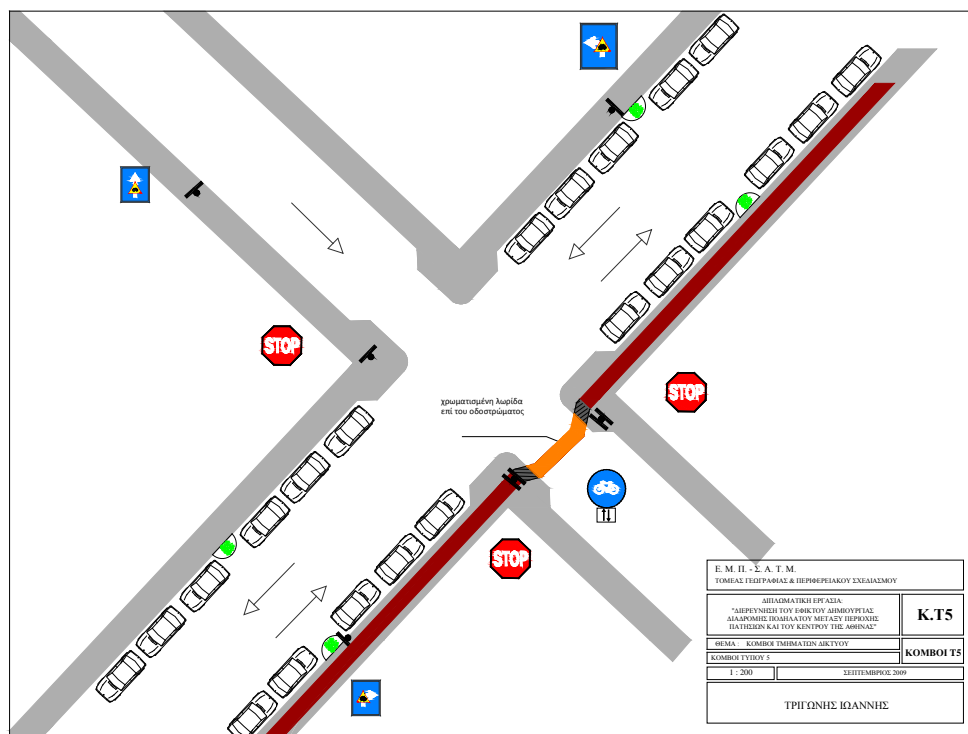 STOP
STOP
χρωματισμένη λωρίδα
επί του οδοστρώματος
STOP
Ε. Μ. Π. - Σ. Α. Τ. Μ.
ΤΟΜΕΑΣ ΓΕΩΓΡΑΦΙΑΣ & ΠΕΡΙΦΕΡΕΙΑΚΟΥ ΣΧΕΔΙΑΣΜΟΥ
ΔΙΠΛΩΜΑΤΙΚΗ ΕΡΓΑΣΙΑ:
"ΔΙΕΡΕΥΝΗΣΗ ΤΟΥ ΕΦΙΚΤΟΥ ΔΗΜΙΟΥΡΓΙΑΣ
ΔΙΑΔΡΟΜΗΣ ΠΟΔΗΛΑΤΟΥ ΜΕΤΑΞΥ ΠΕΡΙΟΧΗΣ
ΠΑΤΗΣΙΩΝ ΚΑΙ ΤΟΥ ΚΕΝΤΡΟΥ ΤΗΣ ΑΘΗΝΑΣ"
Κ.Τ5
ΘΕΜΑ : ΚΟΜΒΟΙ ΤΜΗΜΑΤΩΝ ΔΙΚΤΥΟΥ
ΚΟΜΒΟΙ ΤΥΠΟΥ 5
ΚΟΜΒΟΙ Τ5
1 : 200
ΣΕΠΤΕΜΒΡΙΟΣ 2009
ΤΡΙΓΩΝΗΣ ΙΩΑΝΝΗΣ